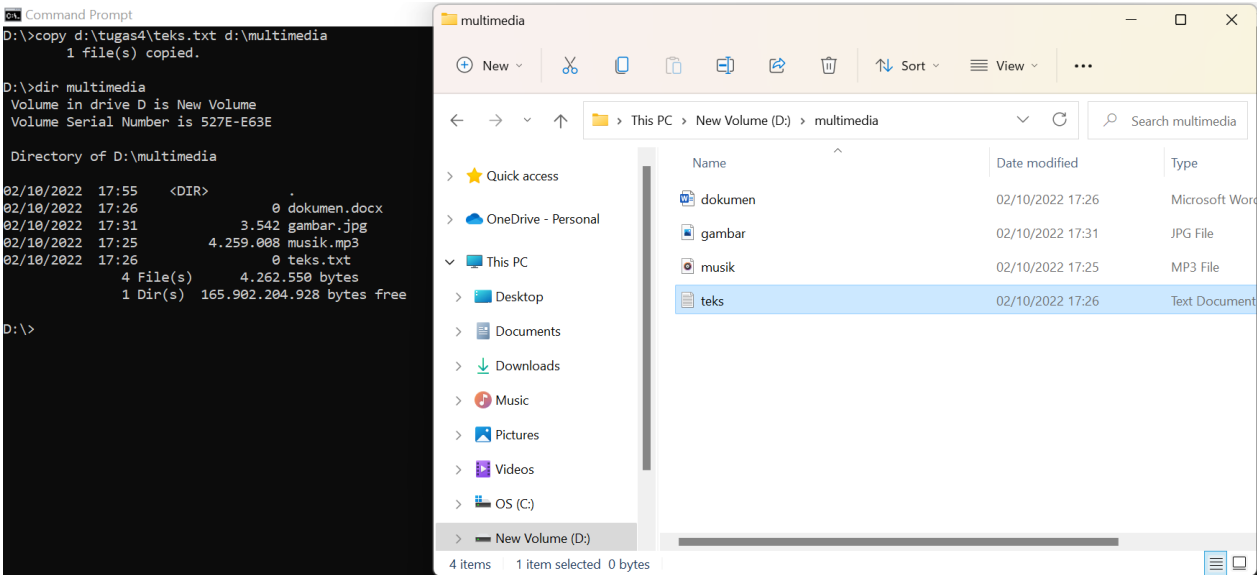 Command Prompt
D:\>copy d:\tugas4\teks.txt d:\multimedia
        1 file(s) copied.
D:\>dir multimedia
 Volume in drive D is New Volume
 Volume Serial Number is 527E-E63E
 Directory of D:\multimedia
02/10/2022  17:55    <DIR>          .
02/10/2022  17:26                 0 dokumen.docx
02/10/2022  17:31             3.542 gambar.jpg
02/10/2022  17:25         4.259.008 musik.mp3
02/10/2022  17:26                 0 teks.txt
               4 File(s)      4.262.550 bytes
               1 Dir(s)  165.902.204.928 bytes free
D:\>
multimedia
New Sort View
This PC > New Volume (D:) > multimedia
Search multimedia
Quick access
OneDrive - Personal
This PC
Desktop
Documents
Downloads
Music
Pictures
Videos
OS (C:)
New Volume (D:)
Name Date modified Type
dokumen 02/10/2022 17:26 Microsoft Word
gambar 02/10/2022 17:31 JPG File
musik 02/10/2022 17:25 MP3 File
teks 02/10/2022 17:26 Text Document
4 items 1 item selected 0 bytes